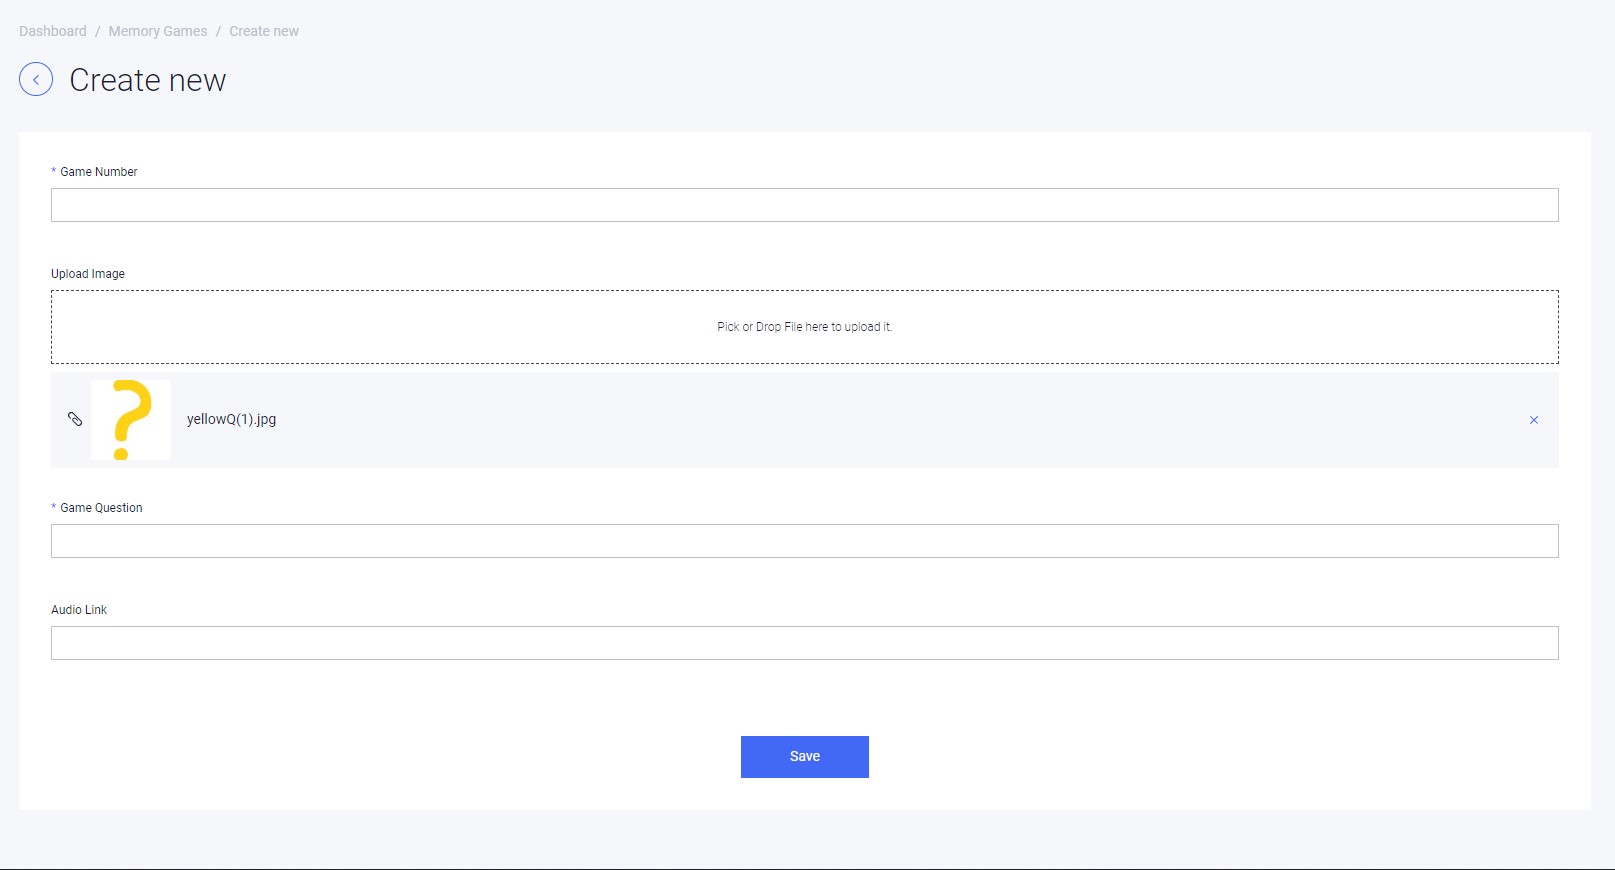 Dashboard / Memory Games / Create new
Create new
* Game Number
Upload Image
Pick or Drop File here to upload it.
yellowQ(1).jpg
* Game Question
Audio Link
Save